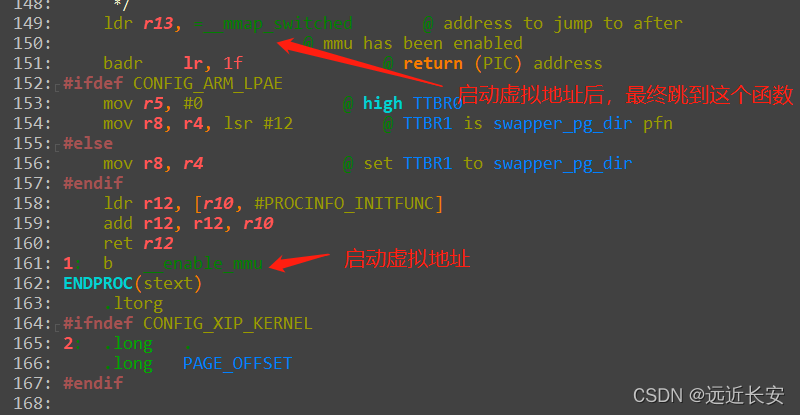 148:         */
149:        ldr r13, =__mmap_switched        @ address to jump to after
150:                        @ mmu has been enabled
151:        badr    lr, 1f                @ return (PIC) address
启动虚拟地址后，最终跳到这个函数
152: #ifdef CONFIG_ARM_LPAE
153:        mov r5, #0                @ high TTBR0
154:        mov r8, r4, lsr #12        @ TTBR1 is swapper_pg_dir pfn
155: #else
156:        mov r8, r4                @ set TTBR1 to swapper_pg_dir
157: #endif
158:        ldr r12, [r10, #PROCINFO_INITFUNC]
159:        add r12, r12, r10
160:        ret r12
161: 1:  b   __enable_mmu    启动虚拟地址
162: ENDPROC(stext)
163:        .ltorg
164: #ifndef CONFIG_XIP_KERNEL
165: 2:  .long   .
166:        .long   PAGE_OFFSET
167: #endif
168:
CSDN @远近长安